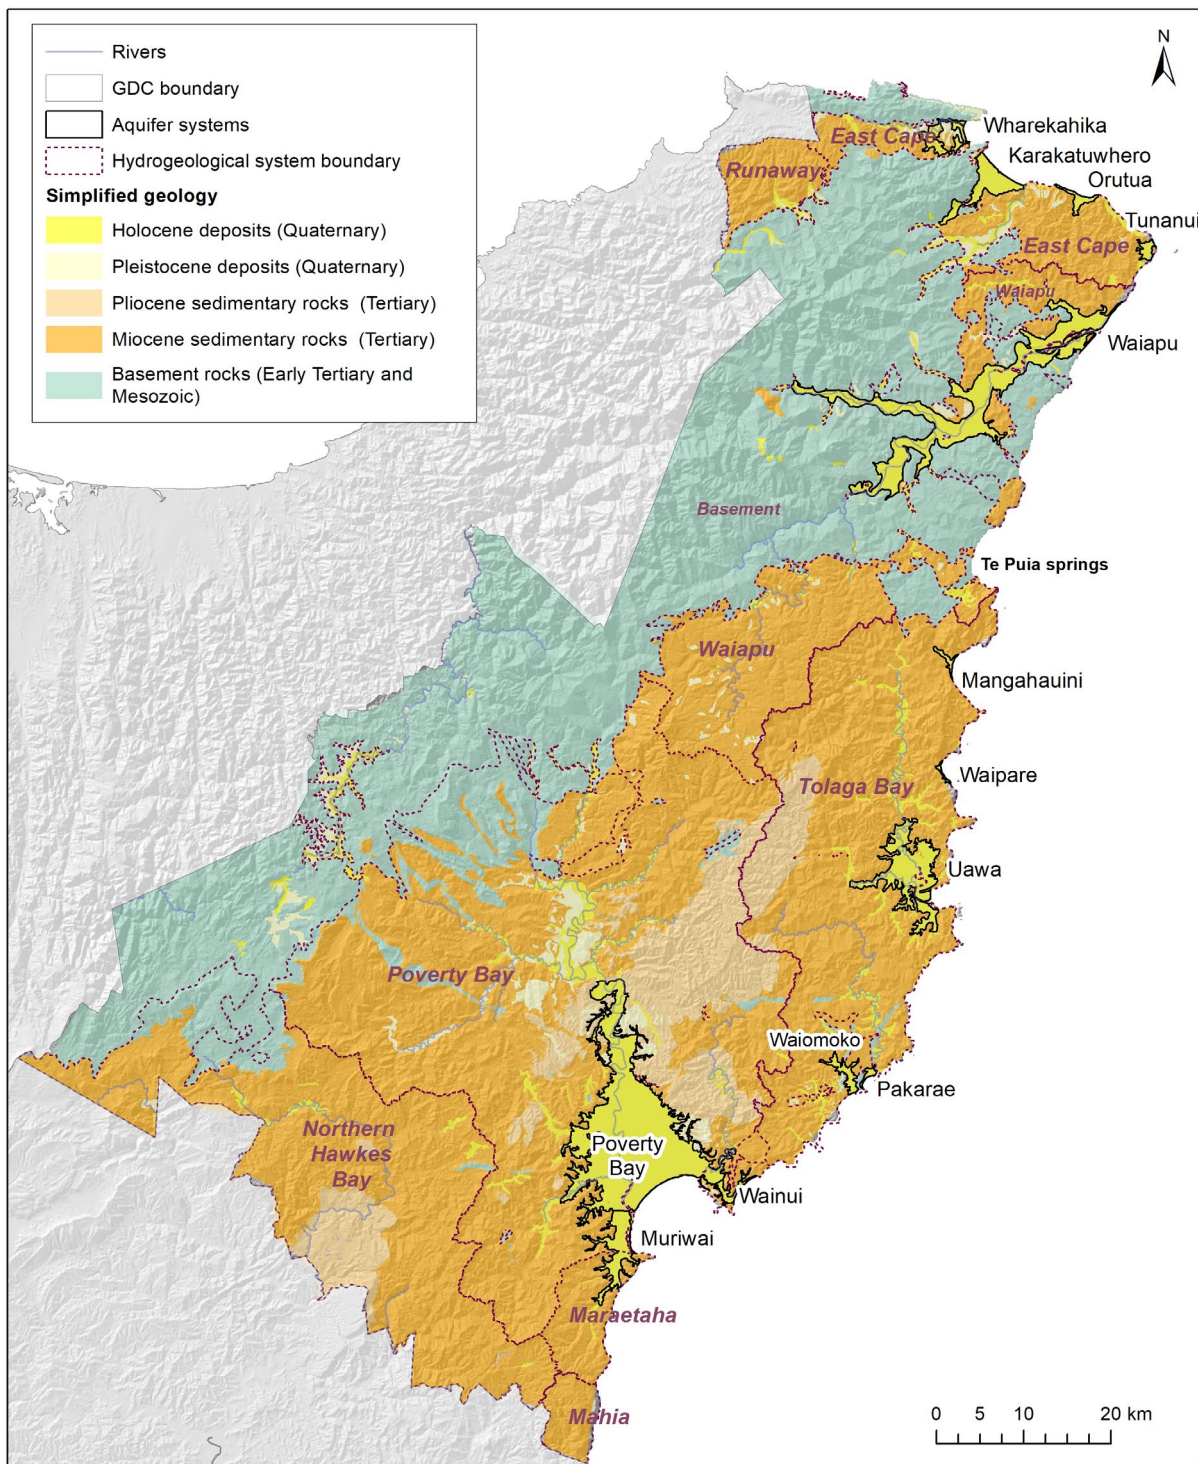 Rivers
GDC boundary
Aquifer systems
Hydrogeological system boundary
Simplified geology
Holocene deposits (Quaternary)
Pleistocene deposits (Quaternary)
Pliocene sedimentary rocks (Tertiary)
Miocene sedimentary rocks (Tertiary)
Basement rocks (Early Tertiary and
Mesozoic)
N
East Cape
Wharekahika
Runaway
Karakatuwhero
Orutua
Tunanui
East Cape
Waiapu
Waiapu
Basement
Te Puia springs
Waiapu
Mangahauini
Waipare
Tolaga Bay
Uawa
Poverty Bay
Waiomoko
Pakarae
Northern
Hawkes
Bay
Poverty
Bay
Wainui
Muriwai
Maraetaha
Mahia
0 5 10 20 km